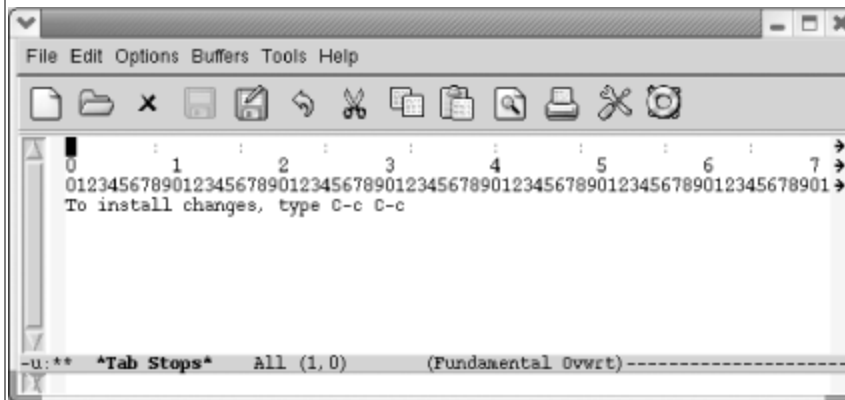 File Edit Options Buffers Tools Help
        :       :       :       :       :       :       :       :
0         1         2         3         4         5         6         7
012345678901234567890123456789012345678901234567890123456789012345678901
To install changes, type C-c C-c
-u:**  *Tab Stops*    All (1,0)       (Fundamental Ovwrt)---------------------